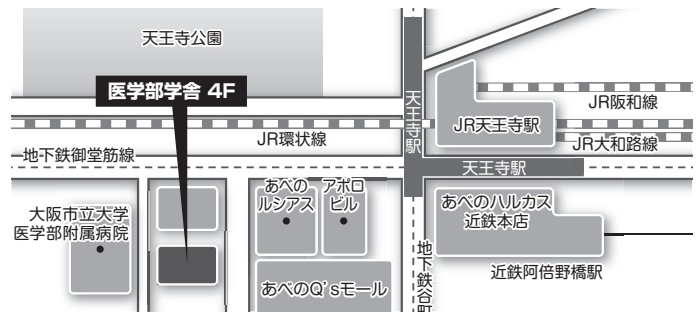 天王寺公園
医学部学舎 4F
JR阪和線
天王寺駅
JR天王寺駅
JR環状線
JR大和路線
地下鉄御堂筋線
天王寺駅
あべの
ルシアス
アポロ
ビル
あべのハルカス
近鉄本店
大阪市立大学
医学部附属病院
地下鉄谷町
近鉄阿倍野橋駅
あべのQ'sモール